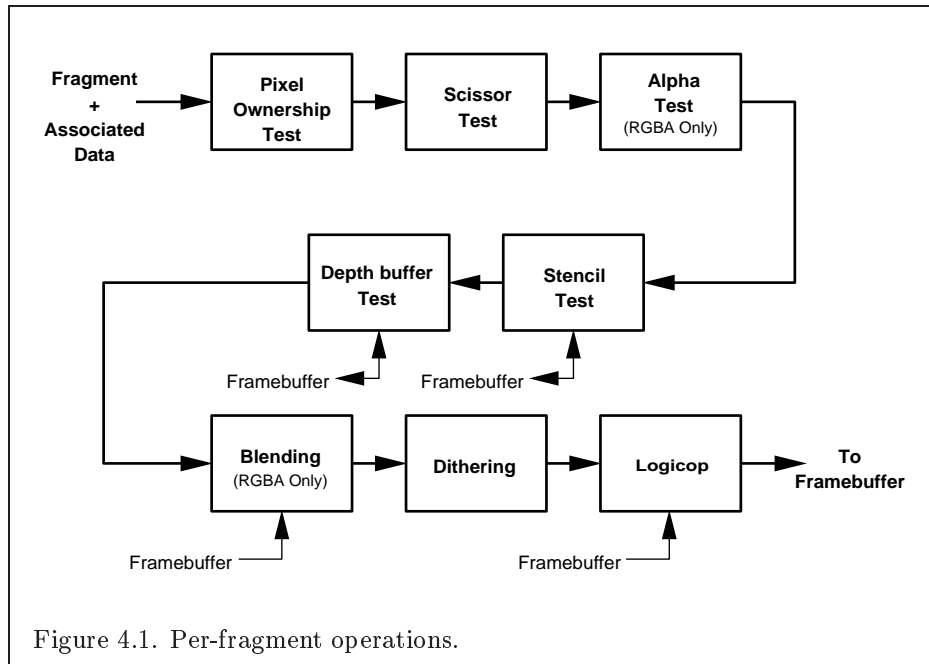 Fragment
+
Associated
Data
Pixel
Ownership
Test
Scissor
Test
Alpha
Test
(RGBA Only)
Depth buffer
Test
Stencil
Test
Framebuffer
Framebuffer
Blending
(RGBA Only)
Dithering
Logicop
To
Framebuffer
Framebuffer
Framebuffer
Figure 4.1. Per-fragment operations.